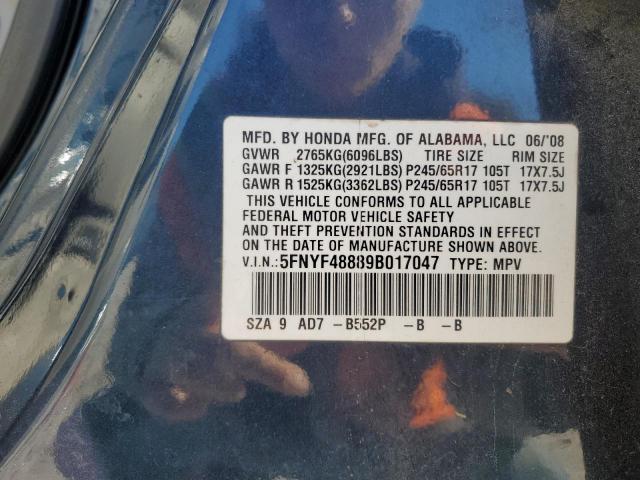 MFD. BY HONDA MFG. OF ALABAMA, LLC 06/'08
GVWR 2765KG(6096LBS) TIRE SIZE RIM SIZE
GAWR F 1325KG(2921LBS) P245/65R17 105T 17X7.5J
GAWR R 1525KG(3362LBS) P245/65R17 105T 17X7.5J
THIS VEHICLE CONFORMS TO ALL APPLICABLE
FEDERAL MOTOR VEHICLE SAFETY
AND THEFT PREVENTION STANDARDS IN EFFECT
ON THE DATE OF MANUFACTURE SHOWN ABOVE.
V.I.N.: 5FNYF48889B017047 TYPE: MPV
SZA 9 AD7 -B552P -B -B